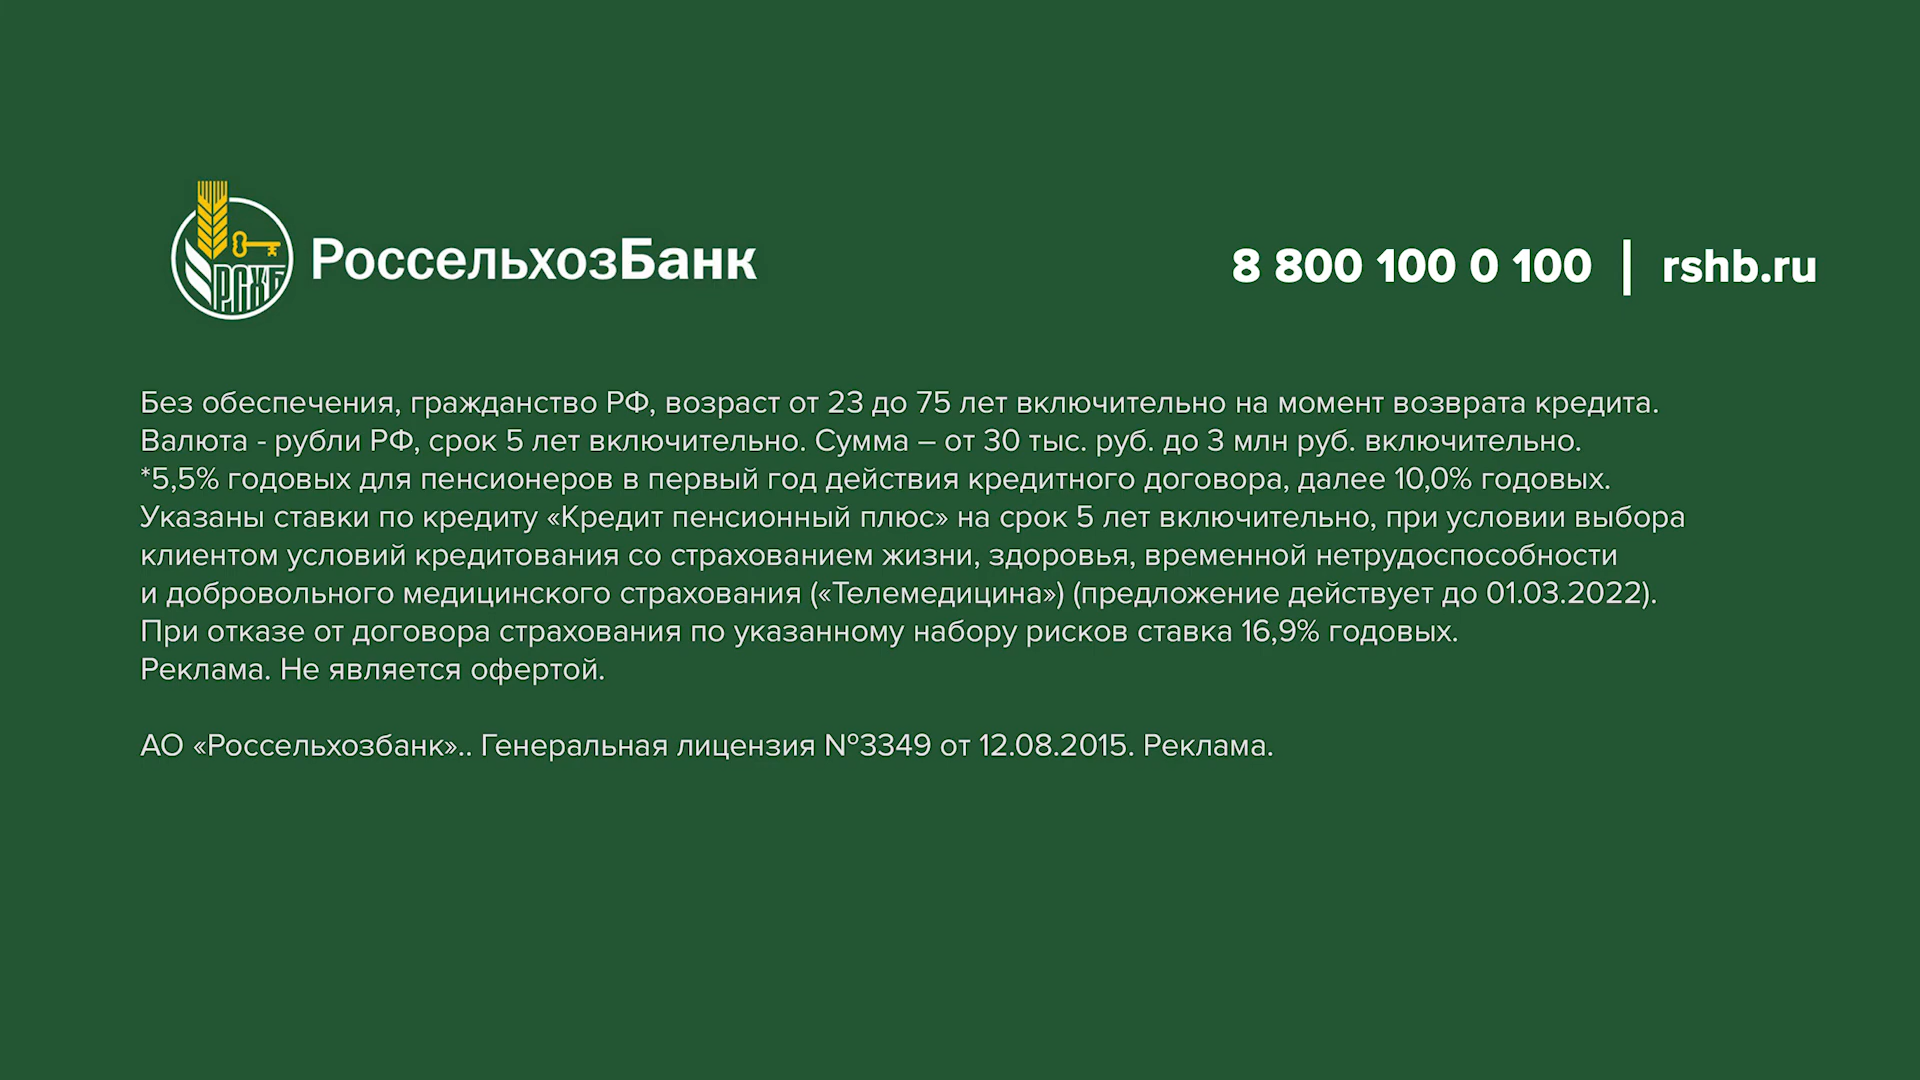 РСХБ
РоссельхозБанк
8 800 100 0 100 | rshb.ru
Без обеспечения, гражданство РФ, возраст от 23 до 75 лет включительно на момент возврата кредита.
Валюта - рубли РФ, срок 5 лет включительно. Сумма – от 30 тыс. руб. до 3 млн руб. включительно.
*5,5% годовых для пенсионеров в первый год действия кредитного договора, далее 10,0% годовых.
Указаны ставки по кредиту «Кредит пенсионный плюс» на срок 5 лет включительно, при условии выбора
клиентом условий кредитования со страхованием жизни, здоровья, временной нетрудоспособности
и добровольного медицинского страхования («Телемедицина») (предложение действует до 01.03.2022).
При отказе от договора страхования по указанному набору рисков ставка 16,9% годовых.
Реклама. Не является офертой.
АО «Россельхозбанк».. Генеральная лицензия №3349 от 12.08.2015. Реклама.